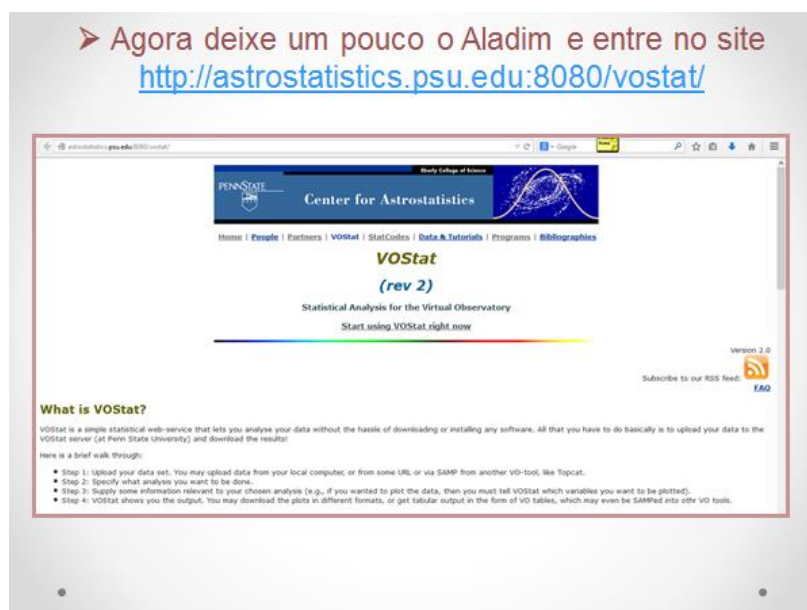 ➢ Agora deixe um pouco o Aladim e entre no site
http://astrostatistics.psu.edu:8080/vostat/
astrostatistics.psu.edu:8080/vostat/
Google
Eberly College of Science
PENNSTATE
Center for Astrostatistics
Home | People | Partners | VOStat | StatCodes | Data & Tutorials | Programs | Bibliographies
VOStat
(rev 2)
Statistical Analysis for the Virtual Observatory
Start using VOStat right now
Version 2.0
Subscribe to our RSS feed:
FAQ
What is VOStat?
VOStat is a simple statistical web-service that lets you analyse your data without the hassle of downloading or installing any software. All that you have to do basically is to upload your data to the
VOStat server (at Penn State University) and download the results!
Here is a brief walk through:
• Step 1: Upload your data set. You may upload data from your local computer, or from some URL or via SAMP from another VO-tool, like Topcat.
• Step 2: Specify what analysis you want to be done.
• Step 3: Supply some information relevant to your chosen analysis (e.g., if you wanted to plot the data, then you must tell VOStat which variables you want to be plotted).
• Step 4: VOStat shows you the output. You may download the plots in different formats, or get tabular output in the form of VO tables, which may even be SAMPed into othr VO tools.